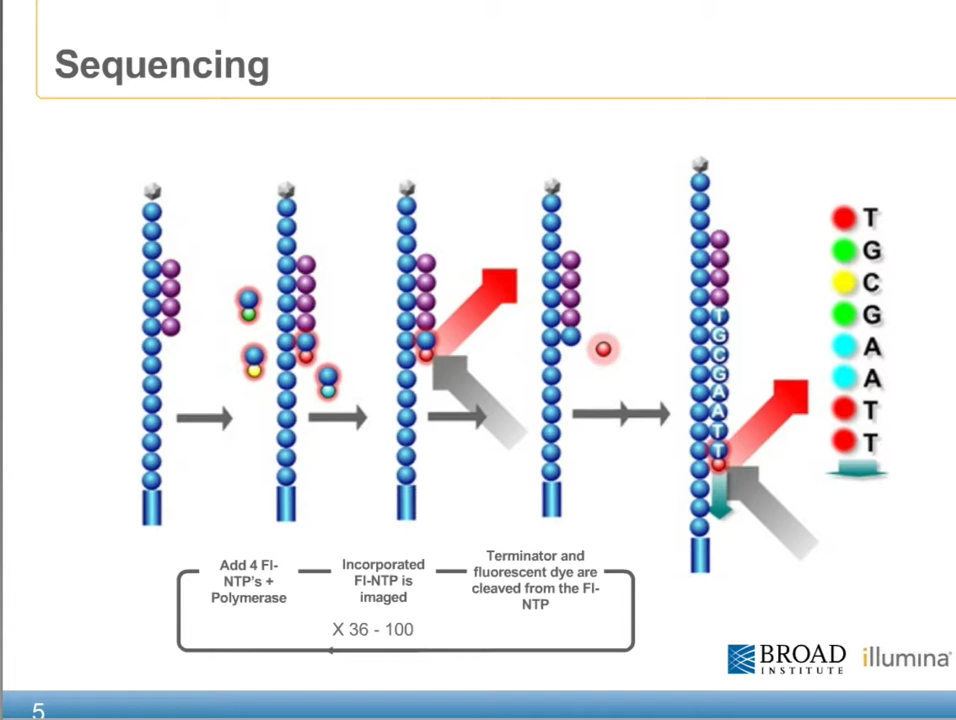 Sequencing
T
G
C
G
A
A
T
T
T
G
C
G
A
A
T
T
Add 4 Fl-
NTP's +
Polymerase
Incorporated
Fl-NTP is
imaged
Terminator and
fluorescent dye are
cleaved from the Fl-
NTP
X 36 - 100
BROAD
INSTITUTE
illumina®
5